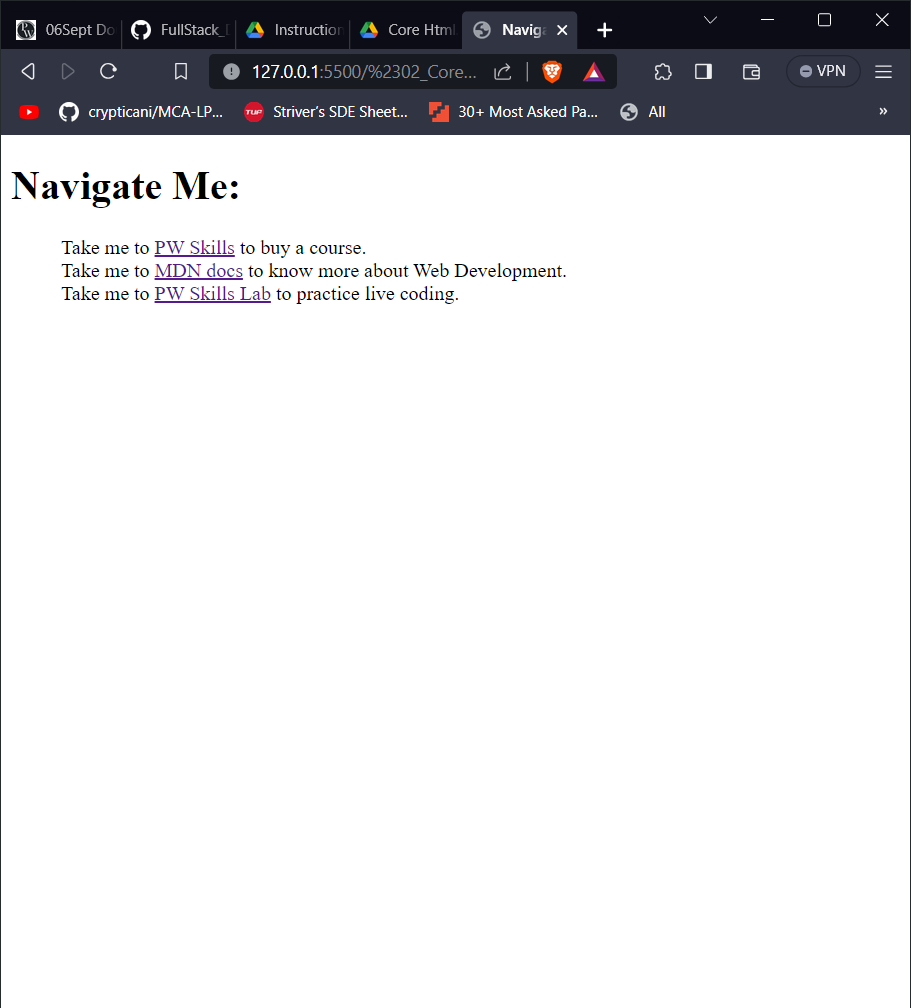 06Sept Do
FullStack_D
Instruction
Core Html
Naviga
127.0.0.1:5500/%2302_Core...
VPN
crypticani/MCA-LP...
TUP
Striver's SDE Sheet...
30+ Most Asked Pa...
All
»
Navigate Me:
Take me to PW Skills to buy a course.
Take me to MDN docs to know more about Web Development.
Take me to PW Skills Lab to practice live coding.